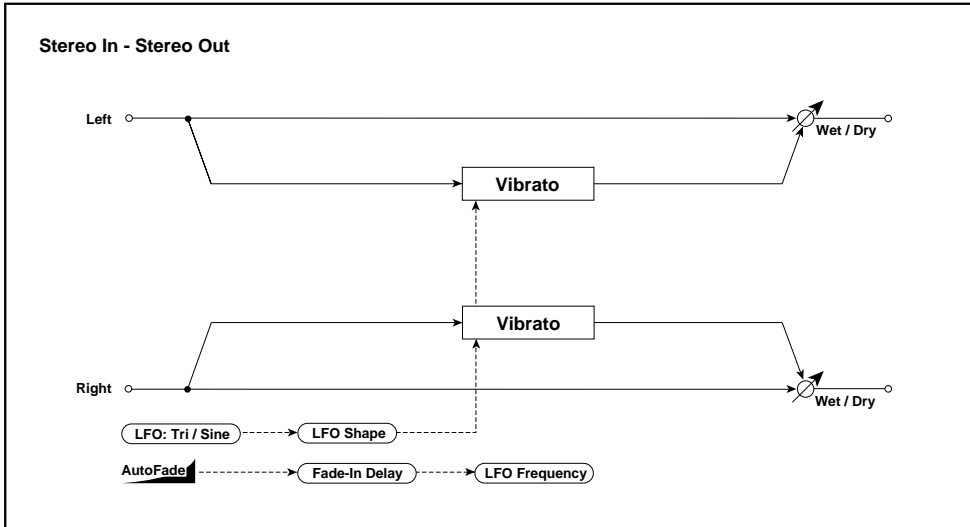 Stereo In - Stereo Out
Left
Wet / Dry
Vibrato
Vibrato
Right
Wet / Dry
LFO: Tri / Sine
LFO Shape
AutoFade
Fade-In Delay
LFO Frequency